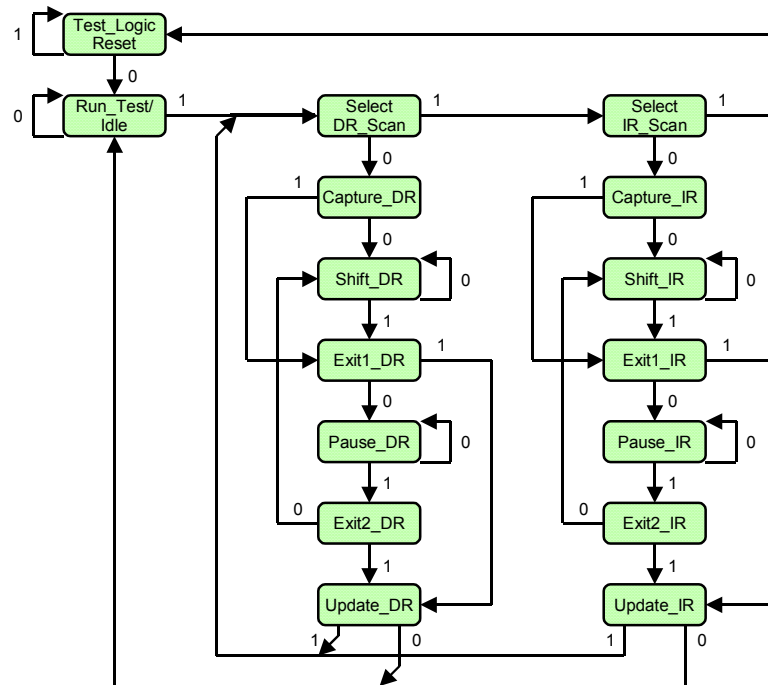 Test_Logic
Reset
1
0
Run_Test/
Idle
0
1
Select
DR_Scan
1
Select
IR_Scan
1
0
0
1
Capture_DR
1
Capture_IR
0
0
Shift_DR
0
Shift_IR
0
1
1
Exit1_DR
1
Exit1_IR
1
0
0
Pause_DR
0
Pause_IR
0
1
1
0
Exit2_DR
0
Exit2_IR
1
1
Update_DR
Update_IR
1
0
1
0